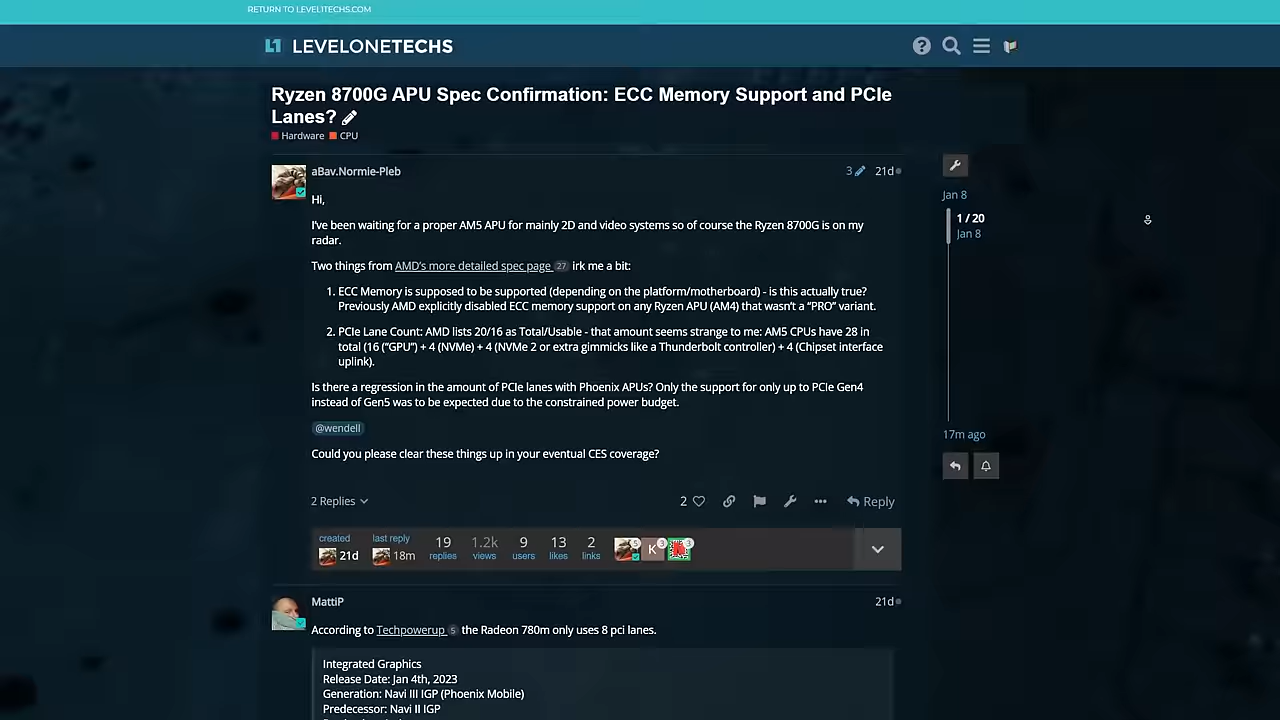 RETURN TO LEVEL1TECHS.COM
L1 LEVELONETECHS
Ryzen 8700G APU Spec Confirmation: ECC Memory Support and PCIe
Lanes?
Hardware CPU
aBav.Normie-Pleb 3 21d
Hi,
I've been waiting for a proper AM5 APU for mainly 2D and video systems so of course the Ryzen 8700G is on my
radar.
Two things from AMD's more detailed spec page 27 irk me a bit:
1. ECC Memory is supposed to be supported (depending on the platform/motherboard) - is this actually true?
Previously AMD explicitly disabled ECC memory support on any Ryzen APU (AM4) that wasn't a "PRO" variant.
2. PCIe Lane Count: AMD lists 20/16 as Total/Usable - that amount seems strange to me: AM5 CPUs have 28 in
total (16 ("GPU") + 4 (NVMe) + 4 (NVMe 2 or extra gimmicks like a Thunderbolt controller) + 4 (Chipset interface
uplink).
Is there a regression in the amount of PCIe lanes with Phoenix APUs? Only the support for only up to PCIe Gen4
instead of Gen5 was to be expected due to the constrained power budget.
@wendell
Could you please clear these things up in your eventual CES coverage?
2 Replies 2 Reply
created last reply 19 1.2k 9 13 2
21d 18m replies views users likes links
5 K 3 3
Jan 8
1 / 20
Jan 8
17m ago
MattiP 21d
According to Techpowerup 5 the Radeon 780m only uses 8 pci lanes.
Integrated Graphics
Release Date: Jan 4th, 2023
Generation: Navi III IGP (Phoenix Mobile)
Predecessor: Navi II IGP